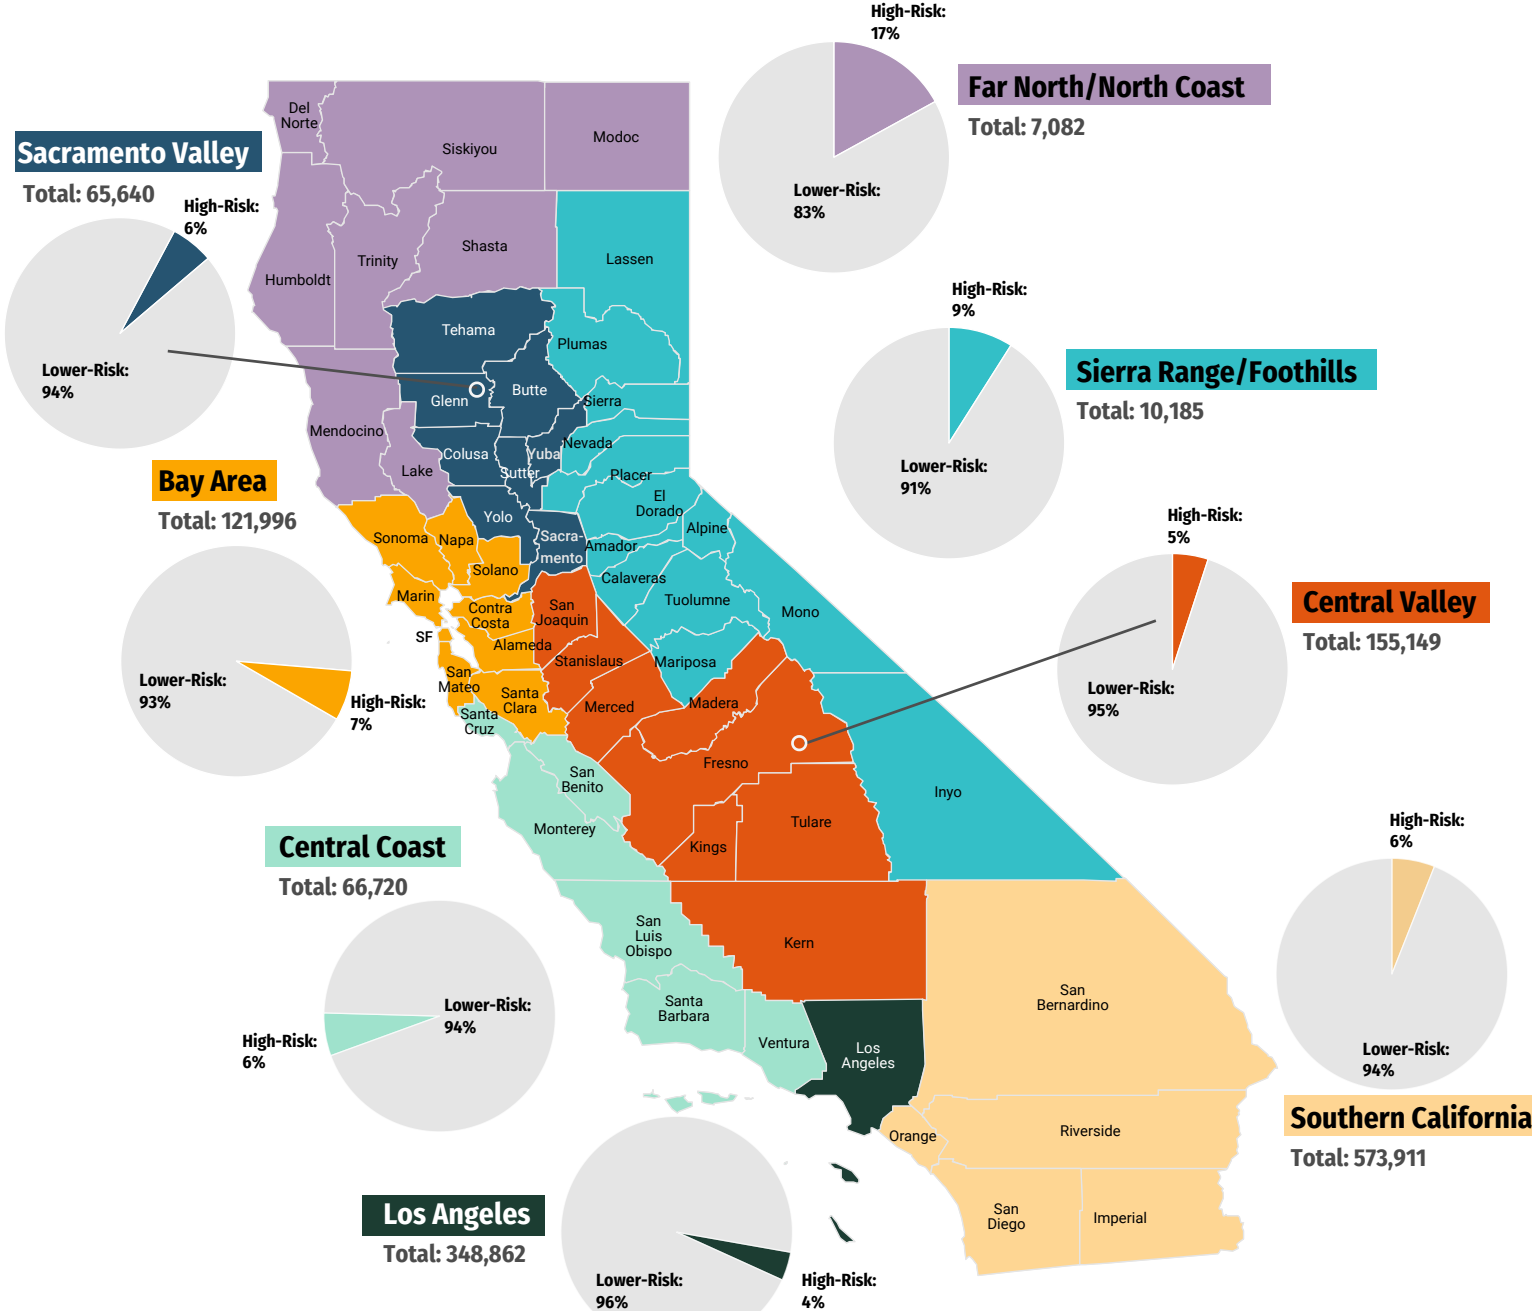 High-Risk:
17%
Far North/North Coast
Total: 7,082
Lower-Risk:
83%
Sacramento Valley
Total: 65,640
High-Risk:
6%
Lower-Risk:
94%
Del
Norte
Siskiyou
Modoc
Shasta
Trinity
Humboldt
Lassen
Tehama
Plumas
Butte
Glenn
Sierra
Mendocino
Colusa
Yuba
Nevada
Sutter
Lake
Placer
El
Dorado
Yolo
Alpine
Sonoma
Napa
Sacra-
mento
Amador
Solano
Calaveras
Marin
Contra
Costa
San
Joaquin
Tuolumne
Mono
SF
Alameda
Stanislaus
Mariposa
San
Mateo
Santa
Clara
Merced
Madera
Santa
Cruz
Fresno
San
Benito
Inyo
Monterey
Tulare
Kings
San
Luis
Obispo
Kern
Santa
Barbara
Ventura
Los
Angeles
San
Bernardino
Orange
Riverside
San
Diego
Imperial
High-Risk:
9%
Sierra Range/Foothills
Total: 10,185
Lower-Risk:
91%
Bay Area
Total: 121,996
Lower-Risk:
93%
High-Risk:
7%
High-Risk:
5%
Central Valley
Total: 155,149
Lower-Risk:
95%
Central Coast
Total: 66,720
Lower-Risk:
94%
High-Risk:
6%
High-Risk:
6%
Lower-Risk:
94%
Southern California
Total: 573,911
Los Angeles
Total: 348,862
Lower-Risk:
96%
High-Risk:
4%